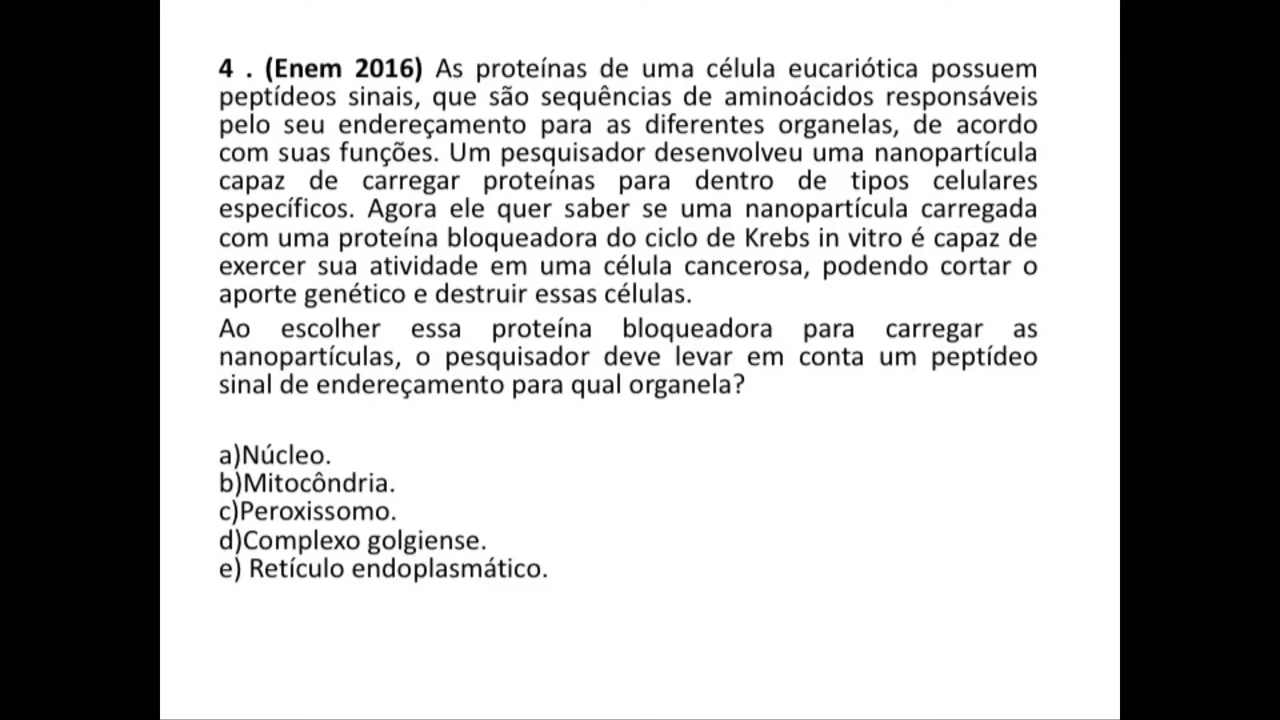 4 . (Enem 2016) As proteínas de uma célula eucariótica possuem
peptídeos sinais, que são sequências de aminoácidos responsáveis
pelo seu endereçamento para as diferentes organelas, de acordo
com suas funções. Um pesquisador desenvolveu uma nanopartícula
capaz de carregar proteínas para dentro de tipos celulares
específicos. Agora ele quer saber se uma nanopartícula carregada
com uma proteína bloqueadora do ciclo de Krebs in vitro é capaz de
exercer sua atividade em uma célula cancerosa, podendo cortar o
aporte genético e destruir essas células.
Ao escolher essa proteína bloqueadora para carregar as
nanopartículas, o pesquisador deve levar em conta um peptídeo
sinal de endereçamento para qual organela?
a)Núcleo.
b)Mitocôndria.
c)Peroxissomo.
d)Complexo golgiense.
e) Retículo endoplasmático.